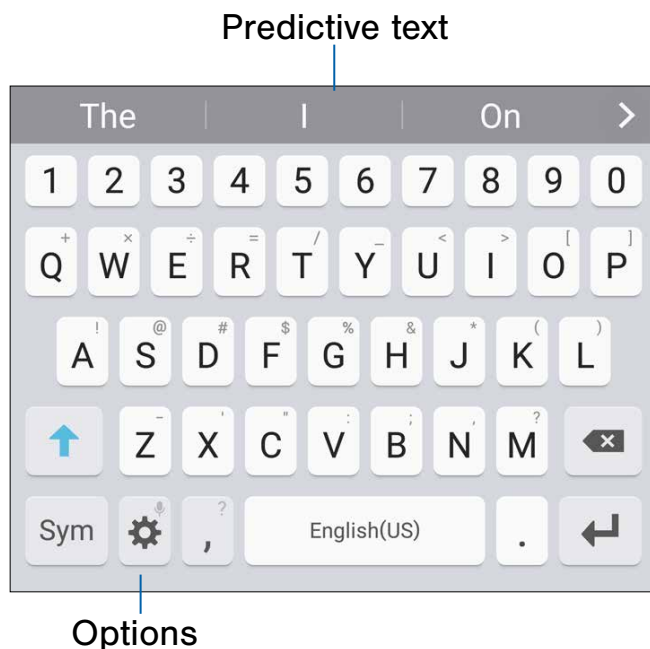 Predictive text
The I On >
1 2 3 4 5 6 7 8 9 0
+ × ÷ = / _ < > [ ]
Q W E R T Y U I O P
! @ # $ % & * ( )
A S D F G H J K L
- ' " : ; , ?
Z X C V B N M
?
Sym , English(US) .
Options